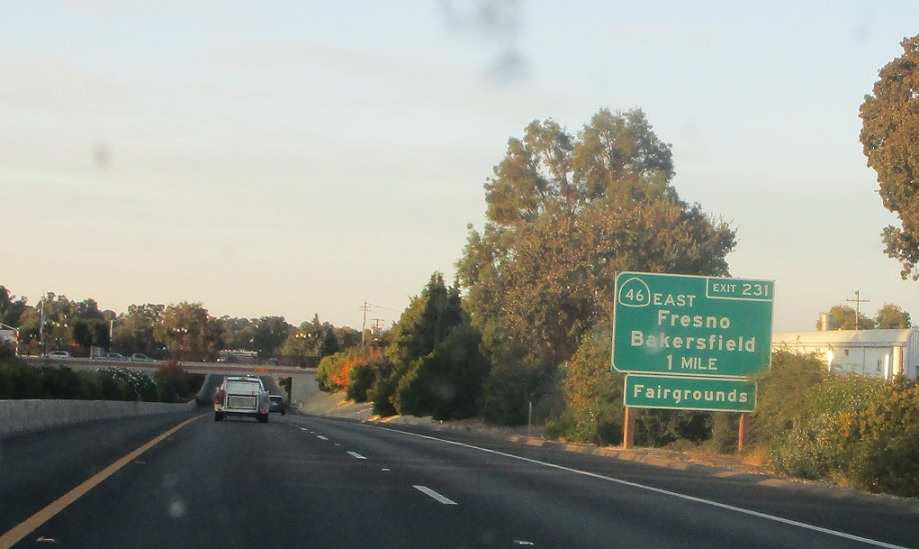 EXIT 231
46 EAST
Fresno
Bakersfield
1 MILE
Fairgrounds